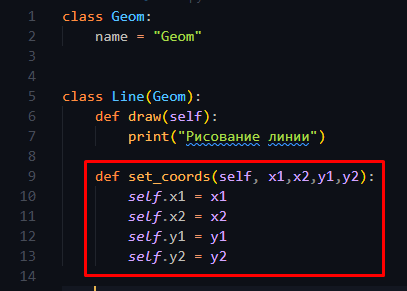 1 class Geom:
2     name = "Geom"
3
4
5 class Line(Geom):
6     def draw(self):
7         print("Рисование линии")
8
9     def set_coords(self, x1,x2,y1,y2):
10         self.x1 = x1
11         self.x2 = x2
12         self.y1 = y1
13         self.y2 = y2
14